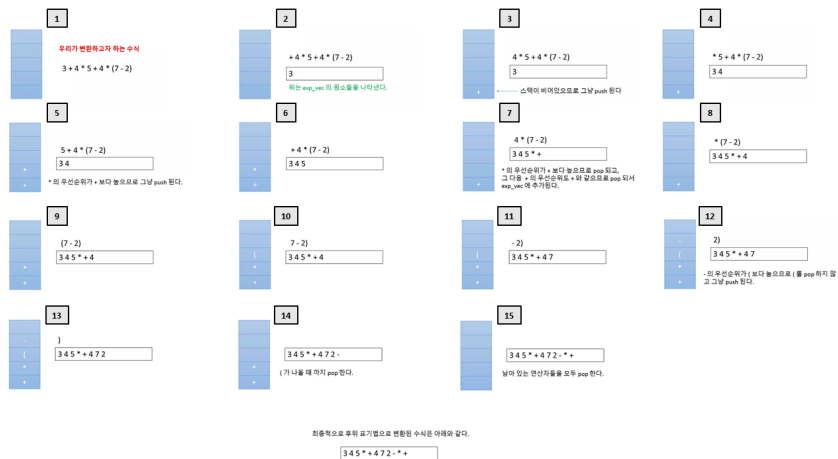 1
우리가 변환하고자 하는 수식
3 + 4 * 5 + 4 * (7 - 2)
2
+ 4 * 5 + 4 * (7 - 2)
3
위는 exp_vec 의 원소들을 나타낸다.
3
4 * 5 + 4 * (7 - 2)
3
+
스택이 비어있으므로 그냥 push 된다
4
* 5 + 4 * (7 - 2)
3 4
+
5
5 + 4 * (7 - 2)
3 4
*
+
* 의 우선순위가 + 보다 높으므로 그냥 push 된다.
6
+ 4 * (7 - 2)
3 4 5
*
+
7
4 * (7 - 2)
3 4 5 * +
* 의 우선순위가 + 보다 높으므로 pop 되고,
그 다음 + 의 우선순위도 + 와 같으므로 pop 되서
exp_vec 에 추가된다.
+
8
* (7 - 2)
3 4 5 * + 4
+
9
(7 - 2)
3 4 5 * + 4
*
+
10
7 - 2)
3 4 5 * + 4
(
*
+
11
- 2)
3 4 5 * + 4 7
(
*
+
12
2)
3 4 5 * + 4 7
-
(
*
+
- 의 우선순위가 ( 보다 높으므로 ( 를 pop 하지 않
고 그냥 push 된다.
13
)
3 4 5 * + 4 7 2
-
(
*
+
14
3 4 5 * + 4 7 2 -
( 가 나올 때 까지 pop 한다.
*
+
15
3 4 5 * + 4 7 2 - * +
남아 있는 연산자들을 모두 pop 한다.
최종적으로 후위 표기법으로 변환된 수식은 아래와 같다.
3 4 5 * + 4 7 2 - * +